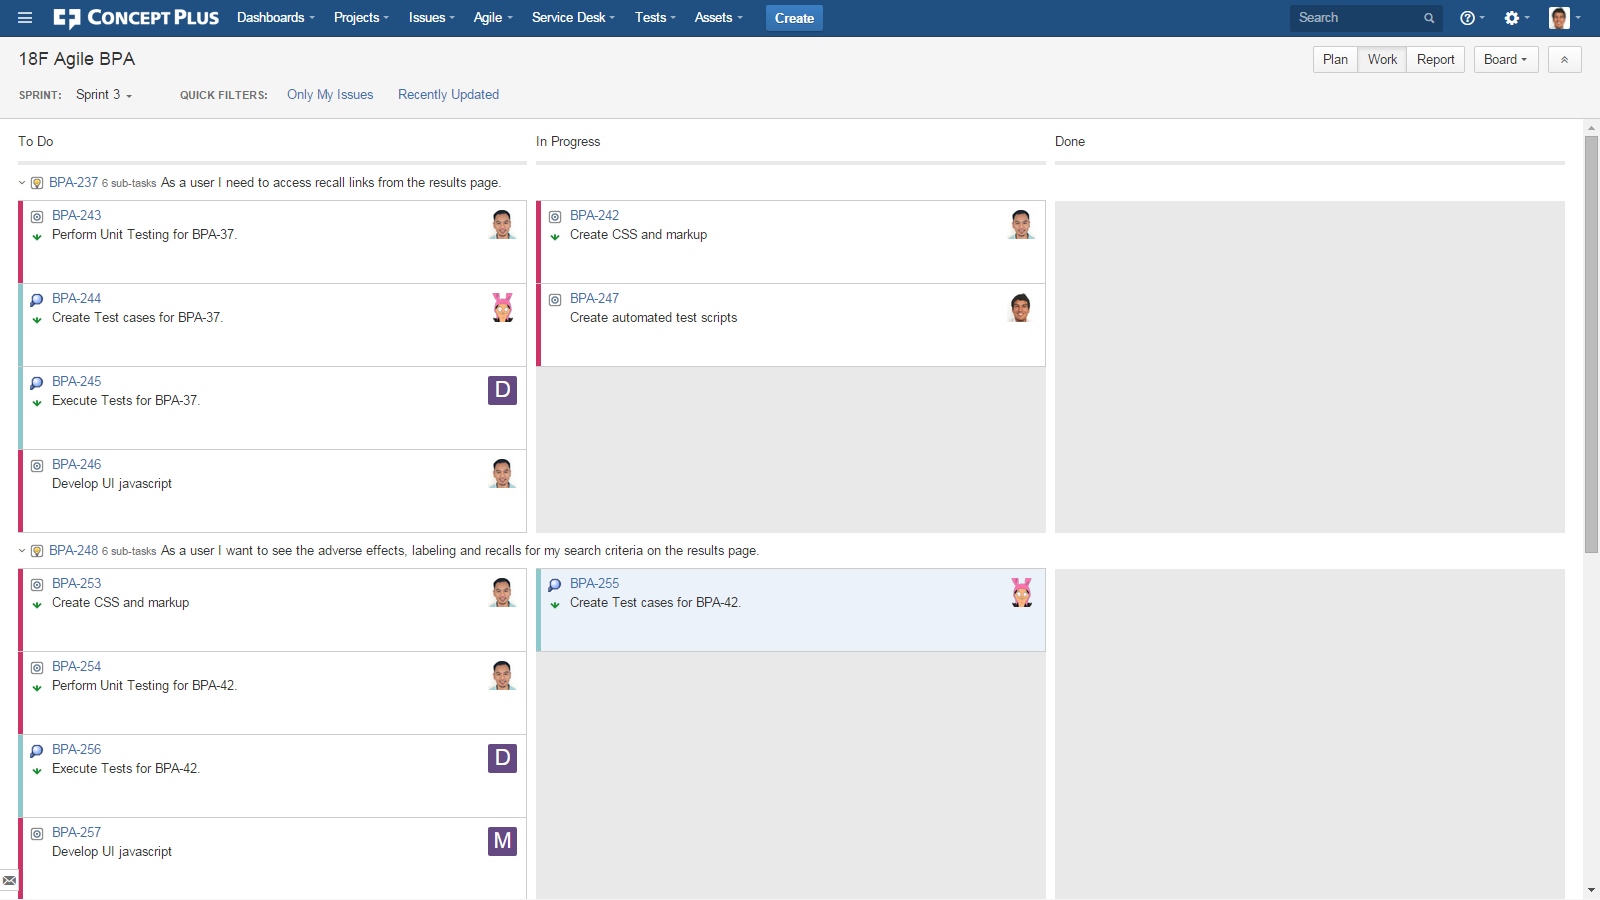 CONCEPT PLUS Dashboards Projects Issues Agile Service Desk Tests Assets Create Search
18F Agile BPA Plan Work Report Board
SPRINT: Sprint 3 QUICK FILTERS: Only My Issues Recently Updated
To Do In Progress Done
BPA-237 6 sub-tasks As a user I need to access recall links from the results page.
BPA-243
Perform Unit Testing for BPA-37.
BPA-244
Create Test cases for BPA-37.
BPA-245
Execute Tests for BPA-37.
D
BPA-246
Develop UI javascript
BPA-242
Create CSS and markup
BPA-247
Create automated test scripts
BPA-248 6 sub-tasks As a user I want to see the adverse effects, labeling and recalls for my search criteria on the results page.
BPA-253
Create CSS and markup
BPA-254
Perform Unit Testing for BPA-42.
BPA-256
Execute Tests for BPA-42.
D
BPA-257
Develop UI javascript
M
BPA-255
Create Test cases for BPA-42.